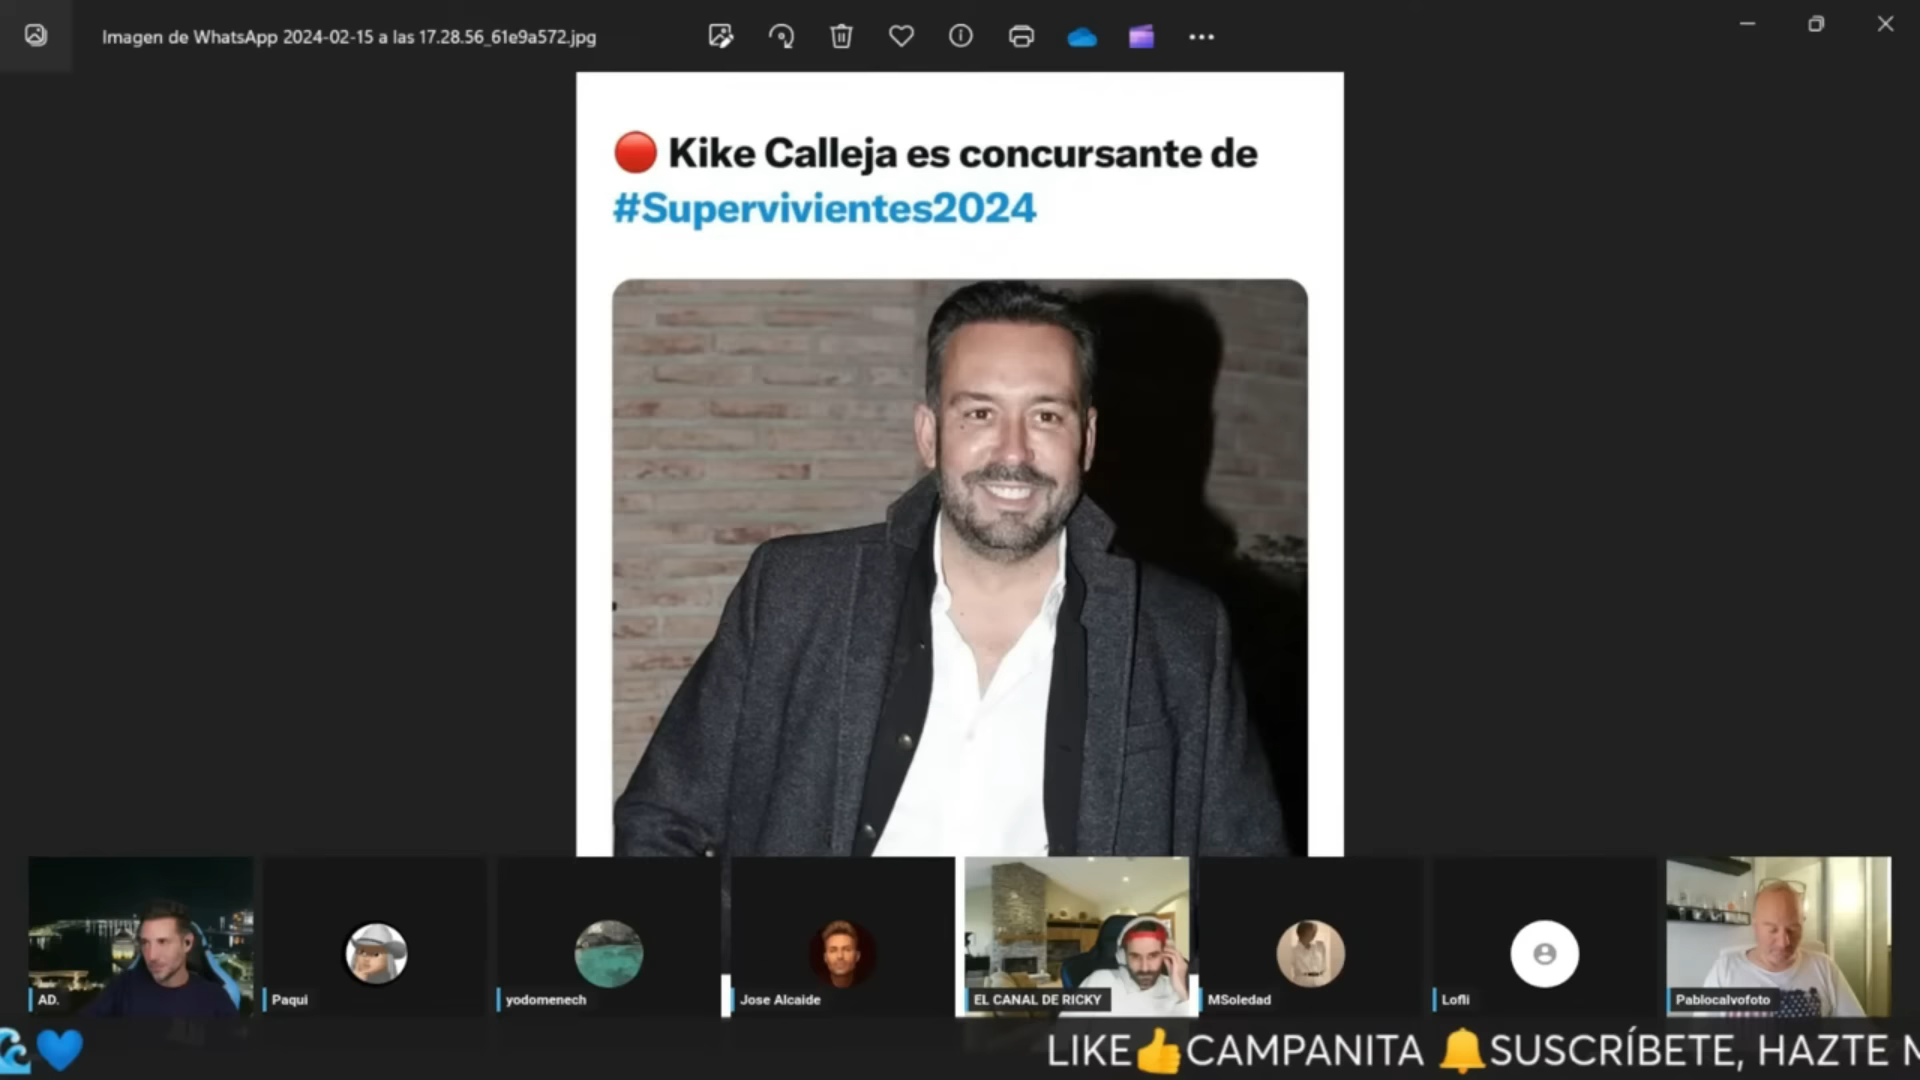 Imagen de WhatsApp 2024-02-15 a las 17.28.56_61e9a572.jpg
🔴 Kike Calleja es concursante de
#Supervivientes2024
AD.
Paqui
yodomenech
Jose Alcaide
EL CANAL DE RICKY
MSoledad
Lofli
Pablocalvofoto
🌊💙 LIKE👍CAMPANITA 🔔SUSCRÍBETE, HAZTE